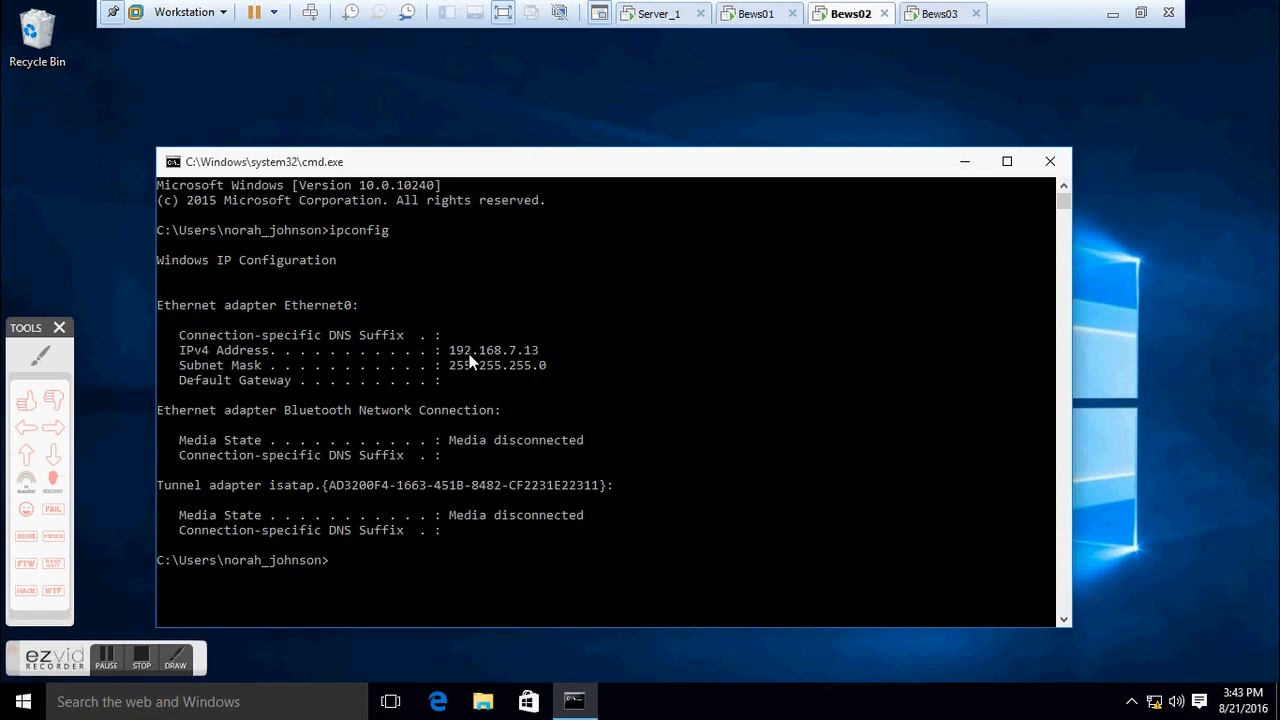 Workstation
Server_1
Bews01
Bews02
Bews03
Recycle Bin
C:\Windows\system32\cmd.exe
Microsoft Windows [Version 10.0.10240]
(c) 2015 Microsoft Corporation. All rights reserved.
C:\Users\norah_johnson>ipconfig
Windows IP Configuration
Ethernet adapter Ethernet0:
Connection-specific DNS Suffix . :
IPv4 Address. . . . . . . . . . . : 192.168.7.13
Subnet Mask . . . . . . . . . . . : 255.255.255.0
Default Gateway . . . . . . . . . :
Ethernet adapter Bluetooth Network Connection:
Media State . . . . . . . . . . . : Media disconnected
Connection-specific DNS Suffix . :
Tunnel adapter isatap.{AD3200F4-1663-451B-8482-CF2231E22311}:
Media State . . . . . . . . . . . : Media disconnected
Connection-specific DNS Suffix . :
C:\Users\norah_johnson>
TOOLS
FAIL
FTW
HACK WTF
ezvid
RECORDER
PAUSE STOP DRAW
Search the web and Windows
3:43 PM
8/21/2016